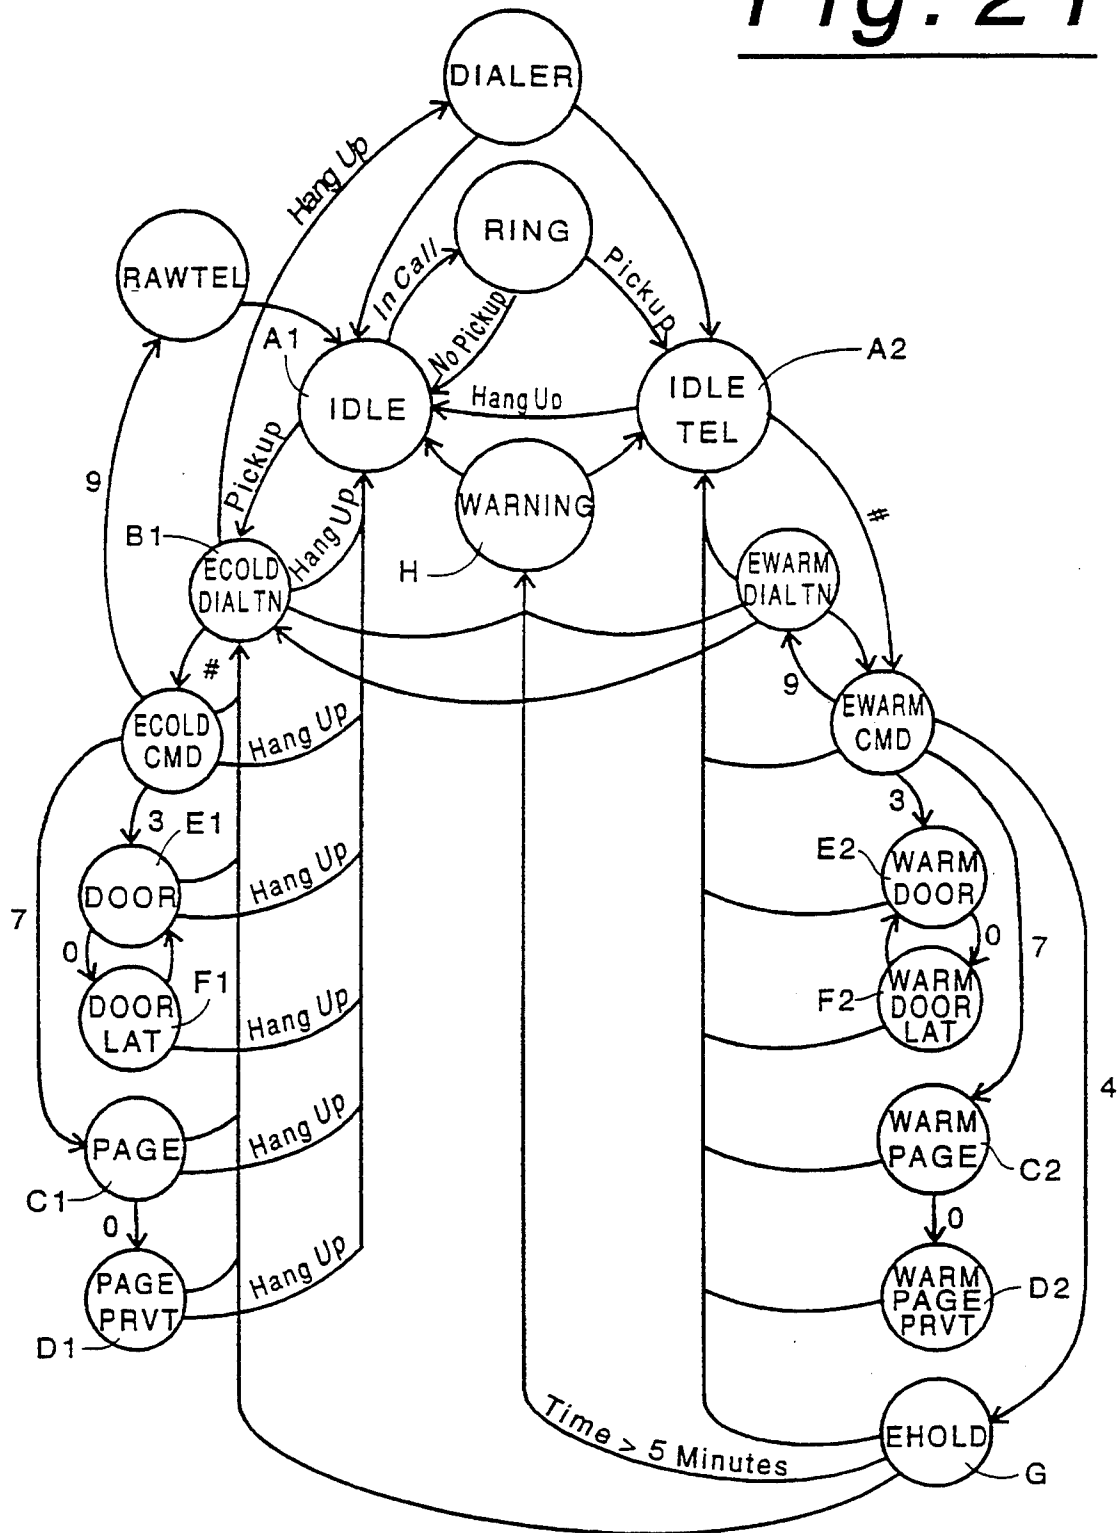 Fig. 21
DIALER
Hang Up
RING
RAWTEL
In Call
Pickup
No Pickup
A1
A2
IDLE
IDLE
TEL
Hang Up
Pickup
9
WARNING
#
B1
Hang Up
H
ECOLD
DIALTN
EWARM
DIALTN
#
9
ECOLD
CMD
Hang Up
EWARM
CMD
3
E1
3
E2
DOOR
Hang Up
WARM
DOOR
7
0
0
7
F1
F2
DOOR
LAT
Hang Up
WARM
DOOR
LAT
4
PAGE
Hang Up
WARM
PAGE
C1
C2
0
0
PAGE
PRVT
Hang Up
WARM
PAGE
PRVT
D1
D2
Time > 5 Minutes
EHOLD
G